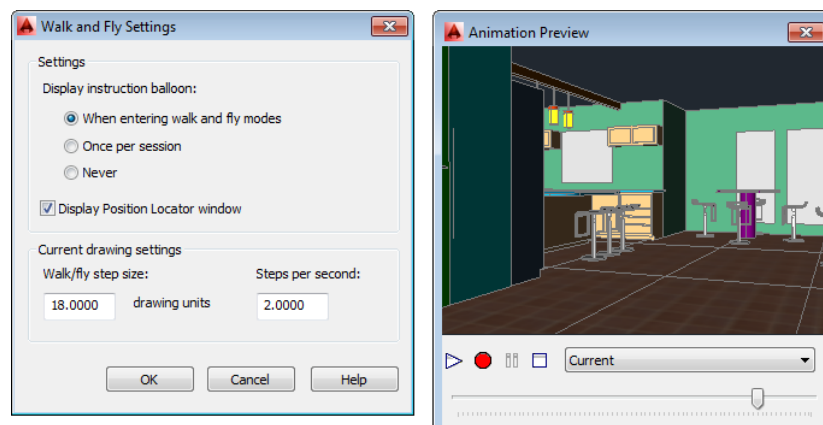 Walk and Fly Settings
Settings
Display instruction balloon:
When entering walk and fly modes
Once per session
Never
Display Position Locator window
Current drawing settings
Walk/fly step size: Steps per second:
18.0000 drawing units 2.0000
OK Cancel Help
Animation Preview
Current